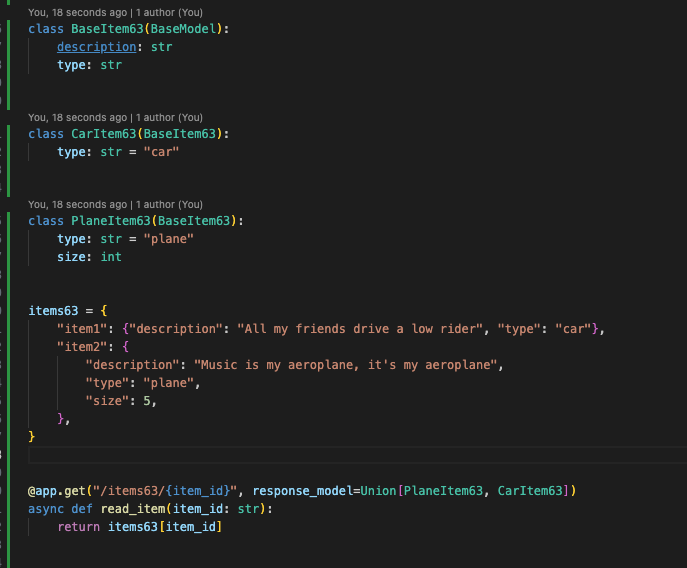 You, 18 seconds ago | 1 author (You)
class BaseItem63(BaseModel):
    description: str
    type: str
You, 18 seconds ago | 1 author (You)
class CarItem63(BaseItem63):
    type: str = "car"
You, 18 seconds ago | 1 author (You)
class PlaneItem63(BaseItem63):
    type: str = "plane"
    size: int
items63 = {
    "item1": {"description": "All my friends drive a low rider", "type": "car"},
    "item2": {
        "description": "Music is my aeroplane, it's my aeroplane",
        "type": "plane",
        "size": 5,
    },
}
@app.get("/items63/{item_id}", response_model=Union[PlaneItem63, CarItem63])
async def read_item(item_id: str):
    return items63[item_id]